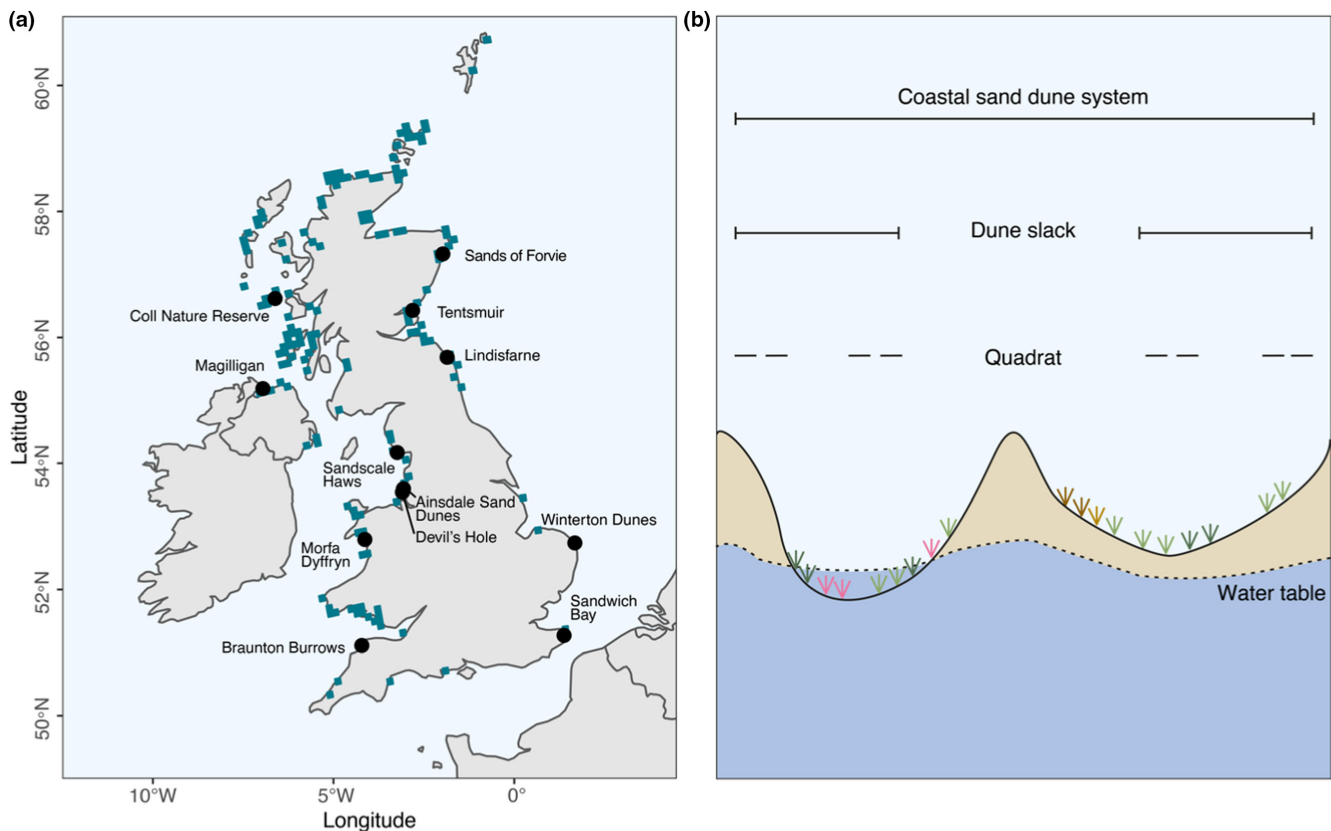 (a)
60°N
58°N
56°N
54°N
52°N
50°N
Latitude
10°W
5°W
0°
Longitude
Sands of Forvie
Coll Nature Reserve
Tentsmuir
Lindisfarne
Magilligan
Sandscale
Haws
Ainsdale Sand
Dunes
Devil's Hole
Winterton Dunes
Morfa
Dyffryn
Sandwich
Bay
Braunton Burrows
(b)
Coastal sand dune system
Dune slack
Quadrat
Water table